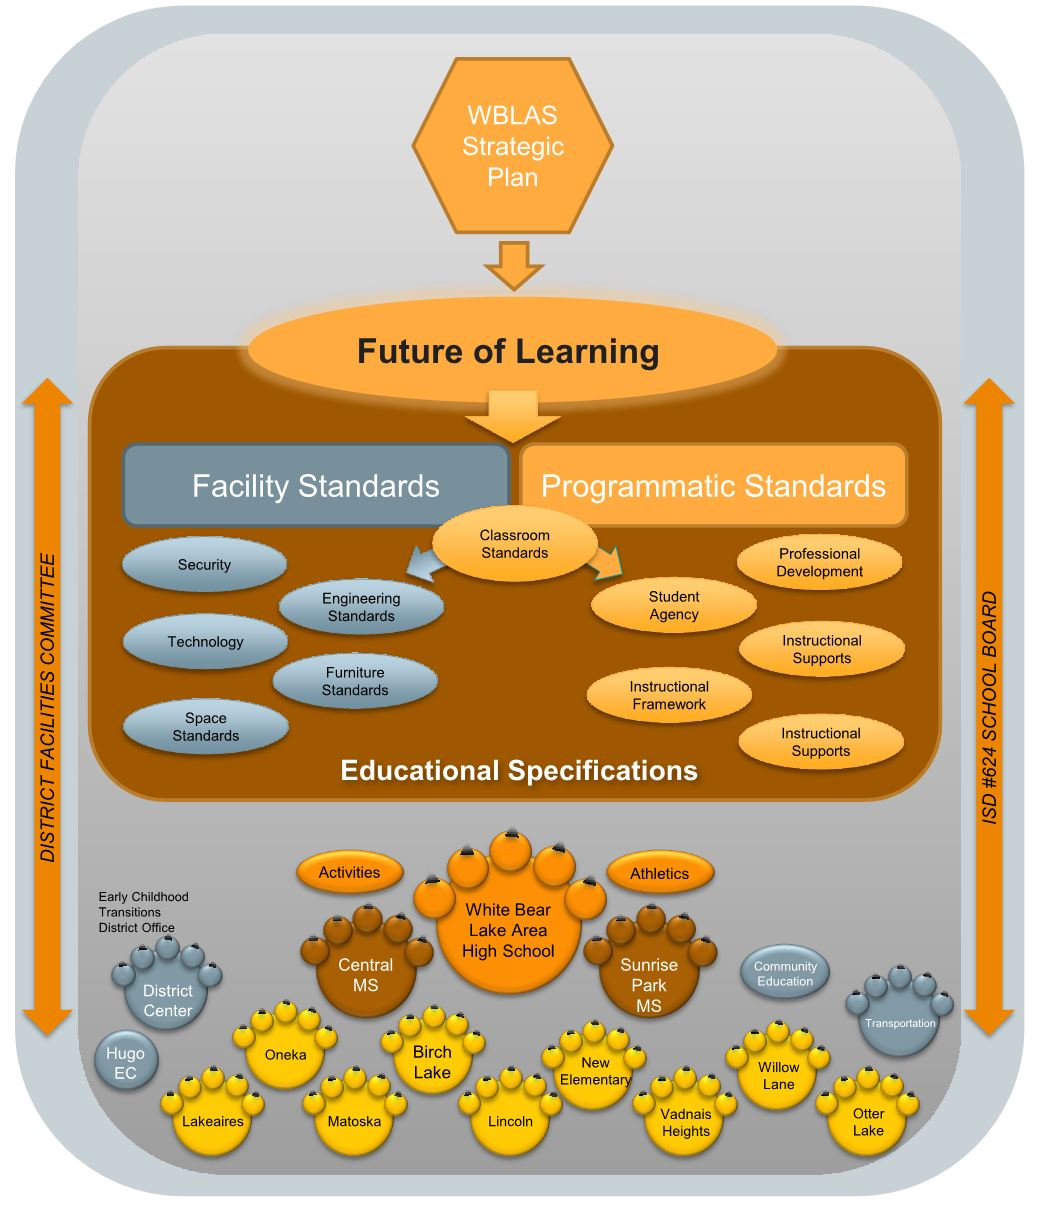 WBLAS
Strategic
Plan
Future of Learning
Facility Standards
Programmatic Standards
Classroom
Standards
Security
Engineering
Standards
Technology
Furniture
Standards
Space
Standards
Professional
Development
Student
Agency
Instructional
Supports
Instructional
Framework
Instructional
Supports
Educational Specifications
DISTRICT FACILITIES COMMITTEE
ISD #624 SCHOOL BOARD
Activities
Athletics
White Bear
Lake Area
High School
Early Childhood
Transitions
District Office
District
Center
Central
MS
Sunrise
Park
MS
Community
Education
Transportation
Hugo
EC
Oneka
Birch
Lake
New
Elementary
Willow
Lane
Lakeaires
Matoska
Lincoln
Vadnais
Heights
Otter
Lake